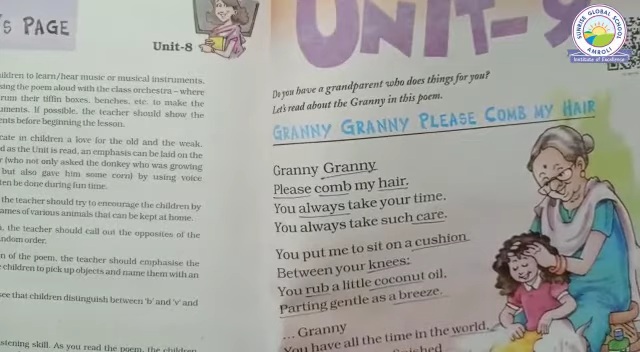 'S PAGE
Unit-8
ildren to learn/hear music or musical instruments.
ing the poem aloud with the class orchestra – where
rum their tiffin boxes, benches, etc. to make the
uments. If possible, the teacher should show the
ents before beginning the lesson.
cate in children a love for the old and the weak.
d as the Unit is read, an emphasis can be laid on the
r (who not only asked the donkey who was growing
but also gave him some corn) by using voice
ten be done during fun time.
the teacher should try to encourage the children by
ames of various animals that can be kept at home.
, the teacher should call out the opposites of the
ndom order.
n of the poem, the teacher should emphasise the
children to pick up objects and name them with an
see that children distinguish between 'b' and 'v' and
stening skill. As you read the poem, the children
UNIT-9
Do you have a grandparent who does things for you?
Let's read about the Granny in this poem.
GRANNY GRANNY PLEASE COMB MY HAIR
Granny Granny
Please comb my hair.
You always take your time.
You always take such care.
You put me to sit on a cushion
Between your knees;
You rub a little coconut oil,
Parting gentle as a breeze.
... Granny
You have all the time in the world,
finished
SUNRISE GLOBAL SCHOOL
AMBOLI
Institute of Excellence